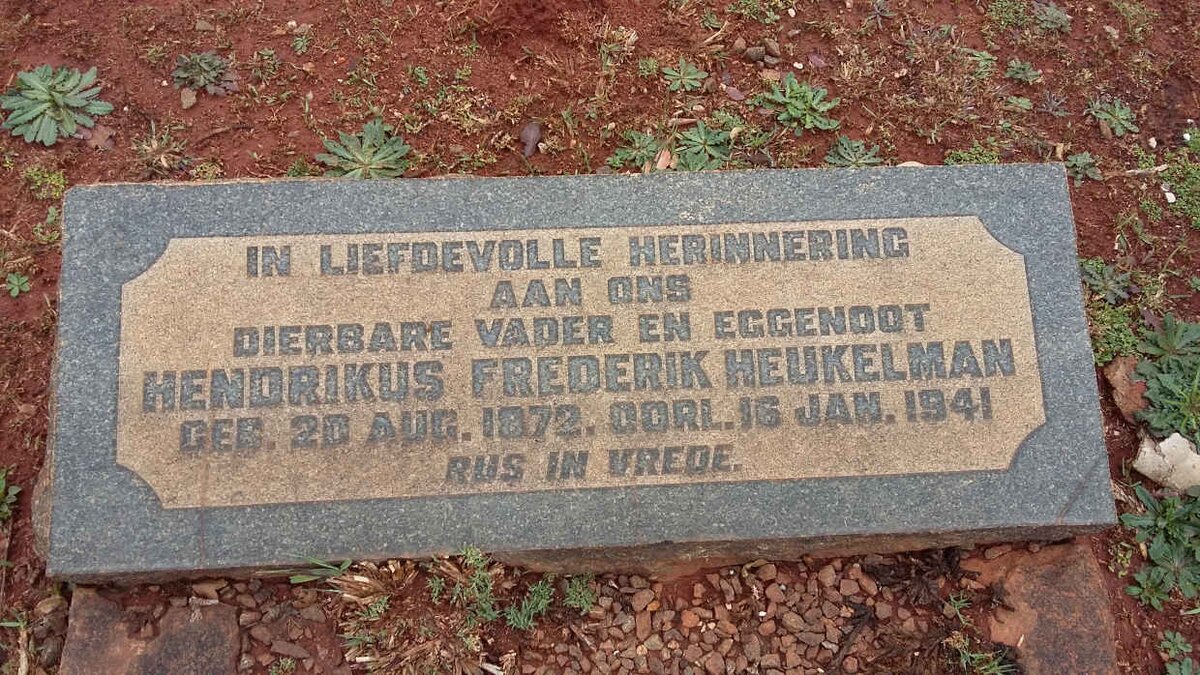 IN LIEFDEVOLLE HERINNERING
AAN ONS
DIERBARE VADER EN EGGENOOT
HENDRIKUS FREDERIK HEUKELMAN
GEB. 20 AUG. 1872. OORL. 16 JAN. 1941
RUS IN VREDE.